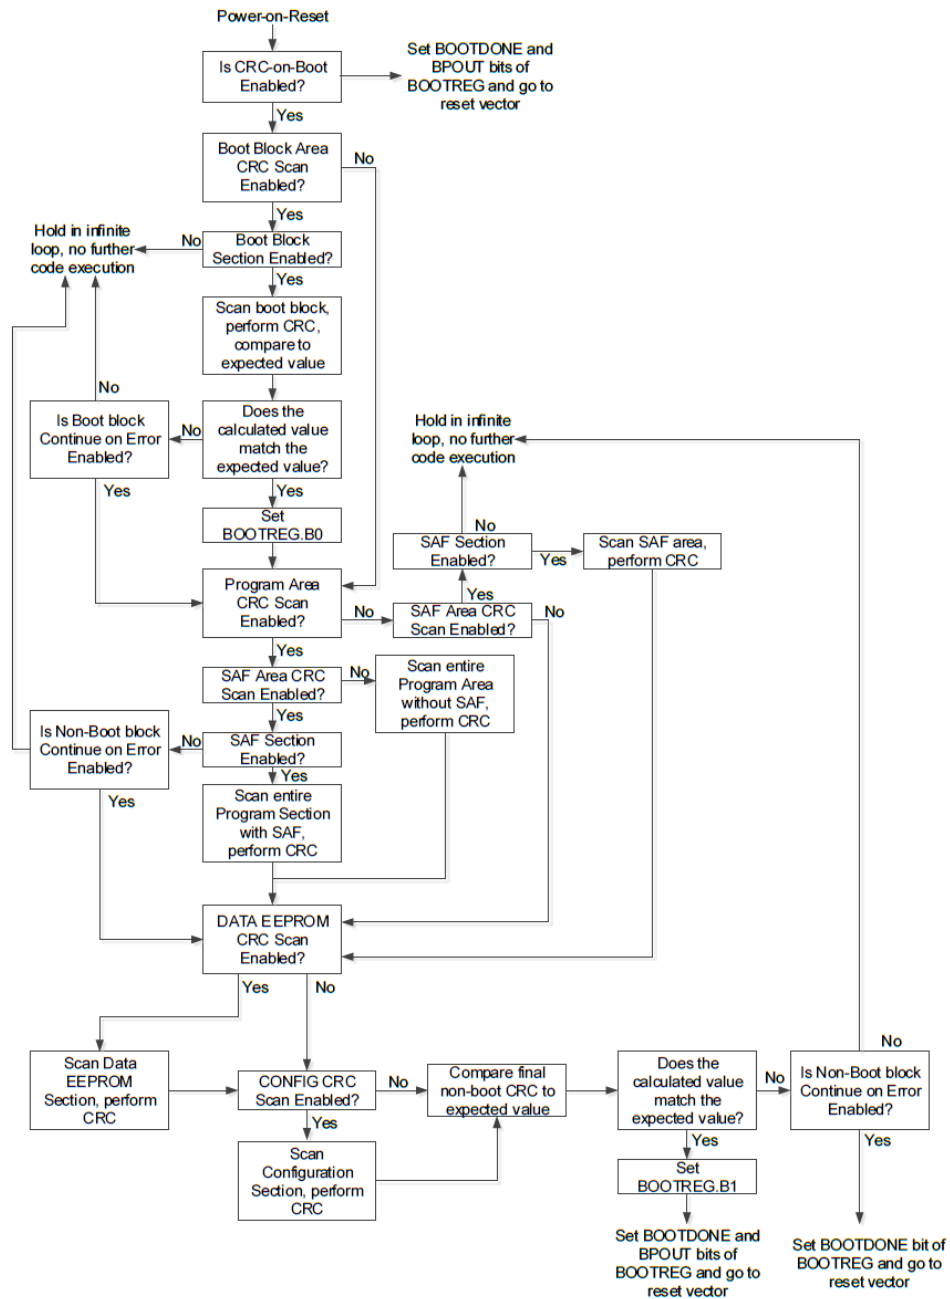 Power-on-Reset
Is CRC-on-Boot
Enabled?
Set BOOTDONE and
BPOUT bits of
BOOTREG and go to
reset vector
Yes
Boot Block Area
CRC Scan
Enabled?
No
Yes
Hold in infinite
loop, no further
code execution
No
Boot Block
Section Enabled?
Yes
Scan boot block,
perform CRC,
compare to
expected value
No
Is Boot block
Continue on Error
Enabled?
No
Does the
calculated value
match the
expected value?
Hold in infinite
loop, no further
code execution
Yes
Yes
Set
BOOTREG.B0
No
SAF Section
Enabled?
Yes
Scan SAF area,
perform CRC
Program Area
CRC Scan
Enabled?
Yes
No
SAF Area CRC
Scan Enabled?
No
Yes
SAF Area CRC
Scan Enabled?
No
Scan entire
Program Area
without SAF,
perform CRC
Yes
Is Non-Boot block
Continue on Error
Enabled?
No
SAF Section
Enabled?
Yes
Yes
Scan entire
Program Section
with SAF,
perform CRC
DATA EEPROM
CRC Scan
Enabled?
Yes
No
Scan Data
EEPROM
Section, perform
CRC
CONFIG CRC
Scan Enabled?
No
Compare final
non-boot CRC to
expected value
Does the
calculated value
match the
expected value?
No
No
Is Non-Boot block
Continue on Error
Enabled?
Yes
Scan
Configuration
Section, perform
CRC
Yes
Set
BOOTREG.B1
Yes
Set BOOTDONE and
BPOUT bits of
BOOTREG and go to
reset vector
Set BOOTDONE bit of
BOOTREG and go to
reset vector